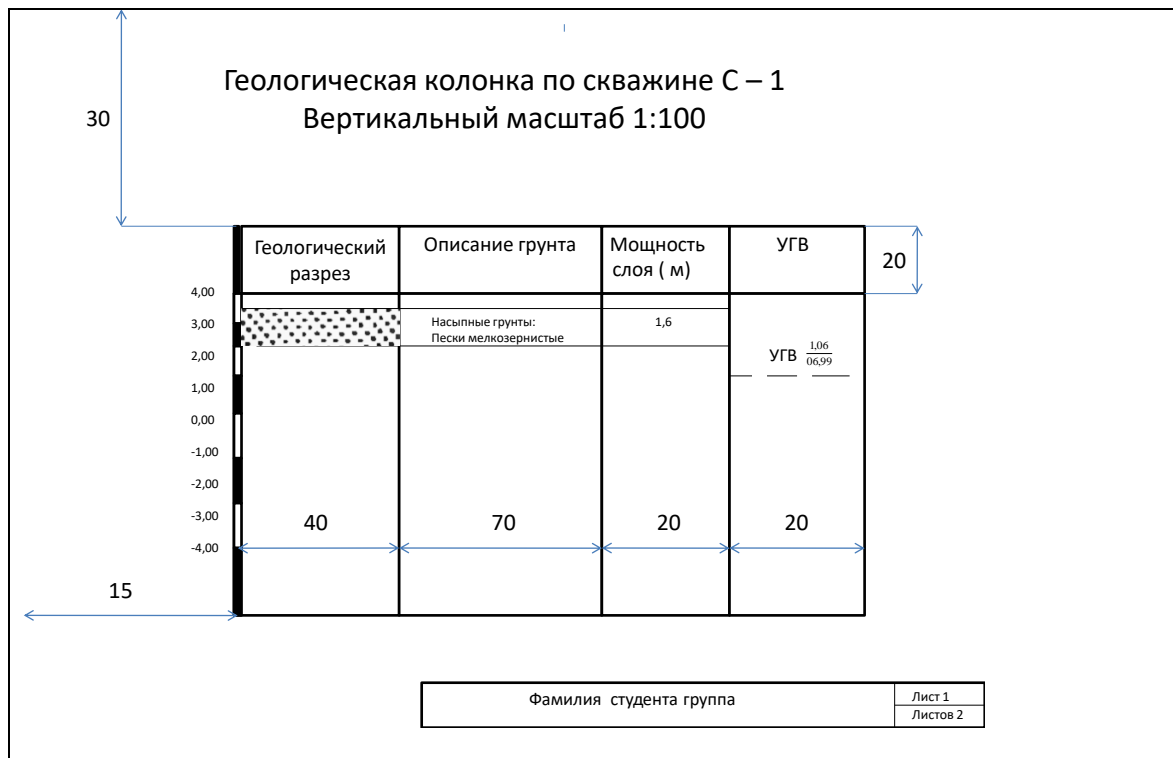 Геологическая колонка по скважине С – 1
Вертикальный масштаб 1:100
30
Геологический
разрез
Описание грунта
Мощность
слоя ( м)
УГВ
20
4,00
3,00
2,00
1,00
0,00
-1,00
-2,00
-3,00
-4,00
Насыпные грунты:
Пески мелкозернистые
1,6
УГВ 1,06
06,99
40
70
20
20
15
Фамилия студента группа
Лист 1
Листов 2